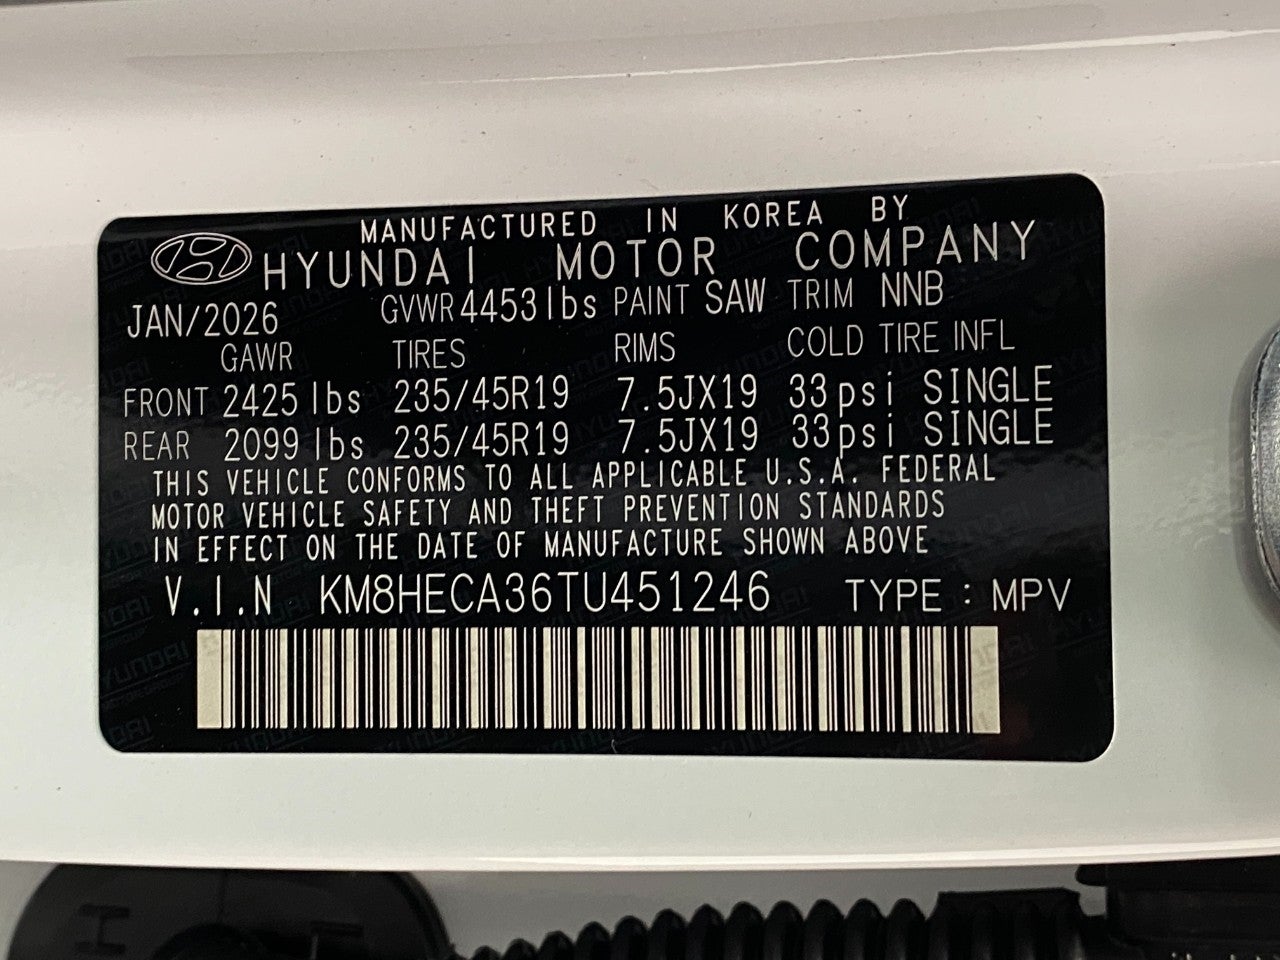 MANUFACTURED IN KOREA BY
HYUNDAI MOTOR COMPANY
JAN/2026 GVWR 4453lbs PAINT SAW TRIM NNB
GAWR TIRES RIMS COLD TIRE INFL
FRONT 2425 lbs 235/45R19 7.5JX19 33psi SINGLE
REAR 2099 lbs 235/45R19 7.5JX19 33psi SINGLE
THIS VEHICLE CONFORMS TO ALL APPLICABLE U.S.A. FEDERAL
MOTOR VEHICLE SAFETY AND THEFT PREVENTION STANDARDS
IN EFFECT ON THE DATE OF MANUFACTURE SHOWN ABOVE
V.I.N KM8HECA36TU451246 TYPE : MPV